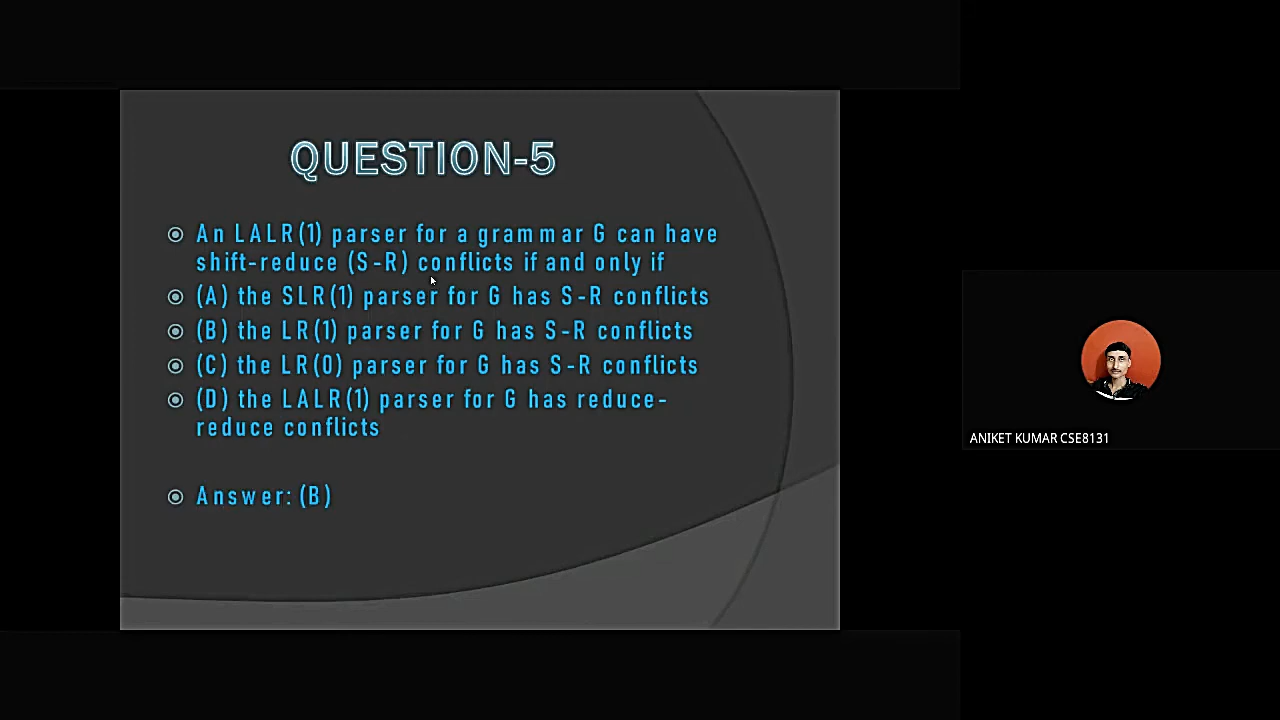 QUESTION-5
An LALR(1) parser for a grammar G can have
shift-reduce (S-R) conflicts if and only if
(A) the SLR(1) parser for G has S-R conflicts
(B) the LR(1) parser for G has S-R conflicts
(C) the LR(0) parser for G has S-R conflicts
(D) the LALR(1) parser for G has reduce-
reduce conflicts
Answer: (B)
ANIKET KUMAR CSE8131